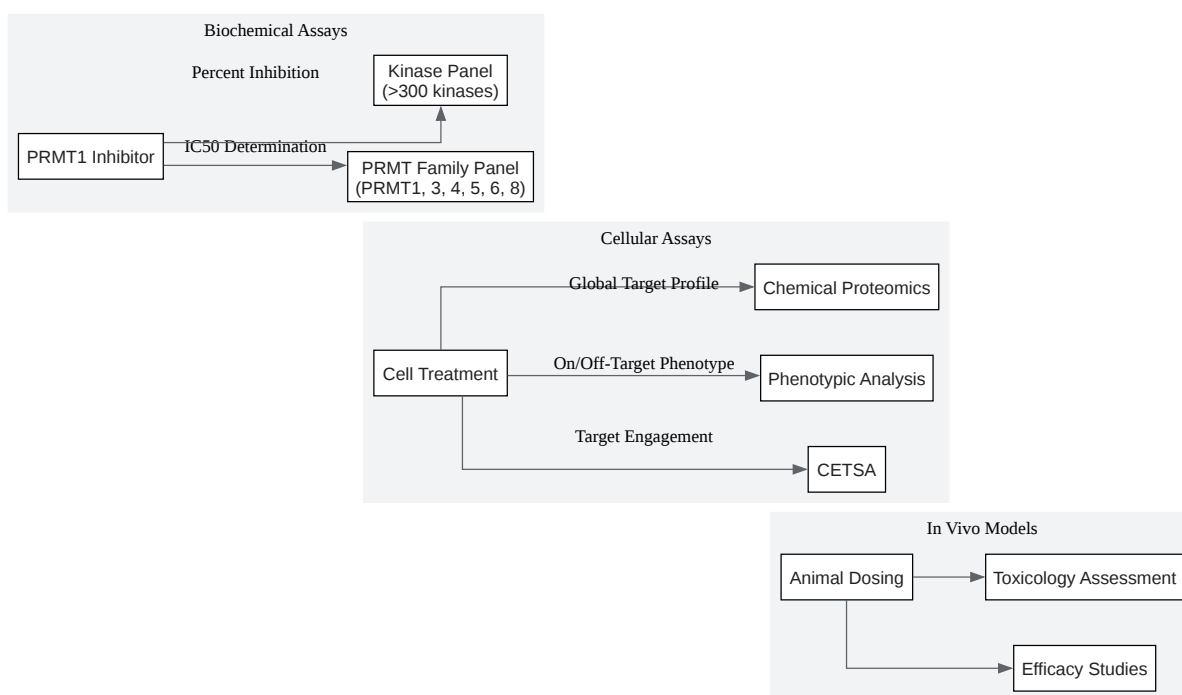 Biochemical Assays
Percent Inhibition
Kinase Panel
(>300 kinases)
PRMT1 Inhibitor
IC50 Determination
PRMT Family Panel
(PRMT1, 3, 4, 5, 6, 8)
Cellular Assays
Global Target Profile
Chemical Proteomics
Cell Treatment
On/Off-Target Phenotype
Phenotypic Analysis
Target Engagement
CETSA
In Vivo Models
Animal Dosing
Toxicology Assessment
Efficacy Studies